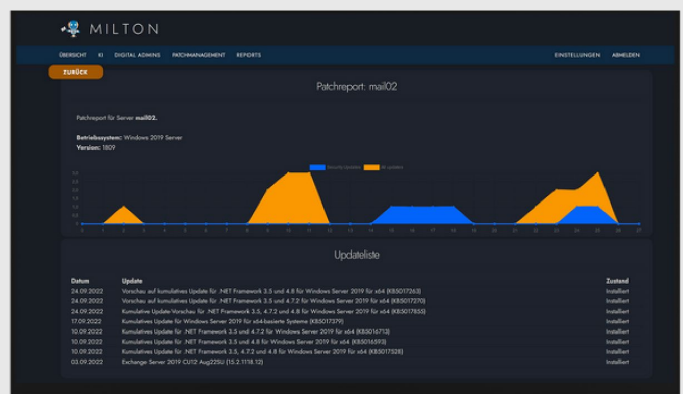 MILTON
ÜBERSICHT KI DIGITAL ADMINS PATCHMANAGEMENT REPORTS EINSTELLUNGEN ABMELDEN
ZURÜCK
Patchreport: mail02
Patchreport für Server mail02.
Betriebssystem: Windows 2019 Server
Version: 1809
Security Updates All updates
Updateliste
Datum Update Zustand
24.09.2022 Vorschau auf kumulatives Update für .NET Framework 3.5 und 4.8 für Windows Server 2019 für x64 (KB5017263) Installiert
24.09.2022 Vorschau auf kumulatives Update für .NET Framework 3.5 und 4.7.2 für Windows Server 2019 für x64 (KB5017270) Installiert
24.09.2022 Kumulative Update-Vorschau für .NET Framework 3.5, 4.7.2 und 4.8 für Windows Server 2019 für x64 (KB5017855) Installiert
17.09.2022 Kumulatives Update für Windows Server 2019 für x64-basierte Systeme (KB5017379) Installiert
10.09.2022 Kumulatives Update für .NET Framework 3.5 und 4.7.2 für Windows Server 2019 für x64 (KB5016713) Installiert
10.09.2022 Kumulatives Update für .NET Framework 3.5 und 4.8 für Windows Server 2019 für x64 (KB5016593) Installiert
10.09.2022 Kumulatives Update für .NET Framework 3.5, 4.7.2 und 4.8 für Windows Server 2019 für x64 (KB5017528) Installiert
03.09.2022 Exchange Server 2019 CU12 Aug22SU (15.2.1118.12) Installiert